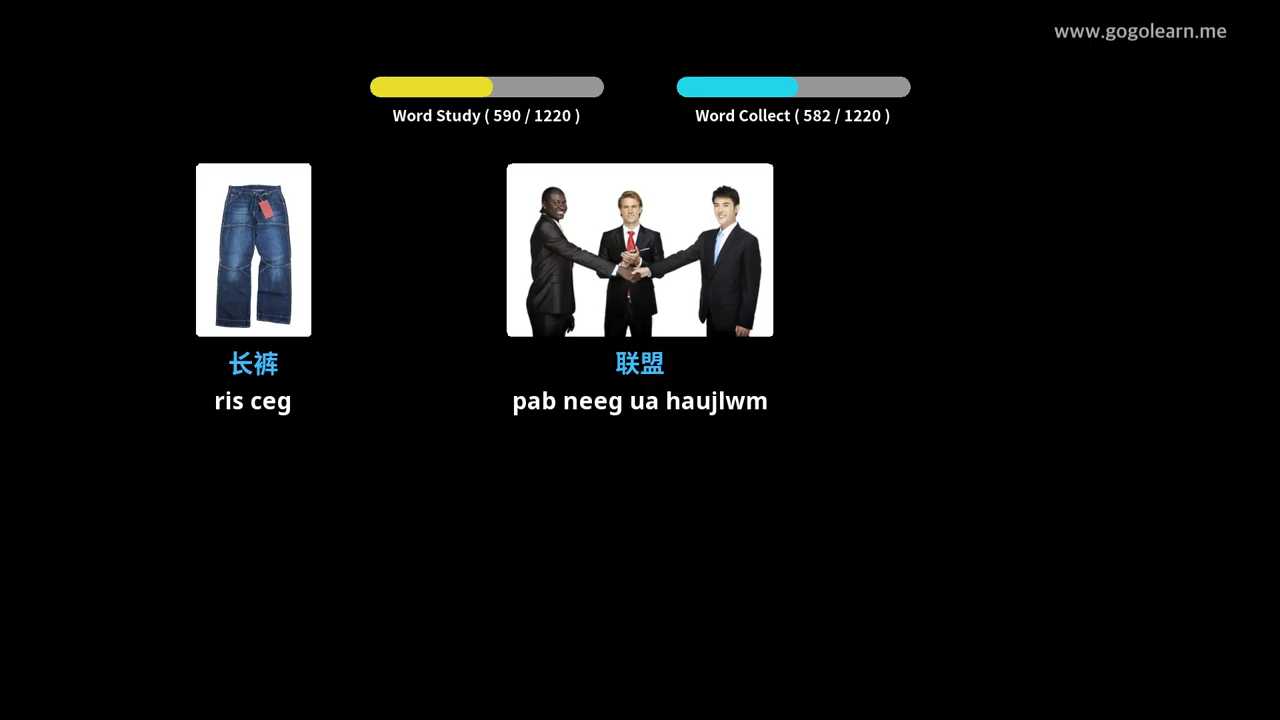 www.gogolearn.me
Word Study ( 590 / 1220 )
Word Collect ( 582 / 1220 )
长裤
ris ceg
联盟
pab neeg ua haujlwm